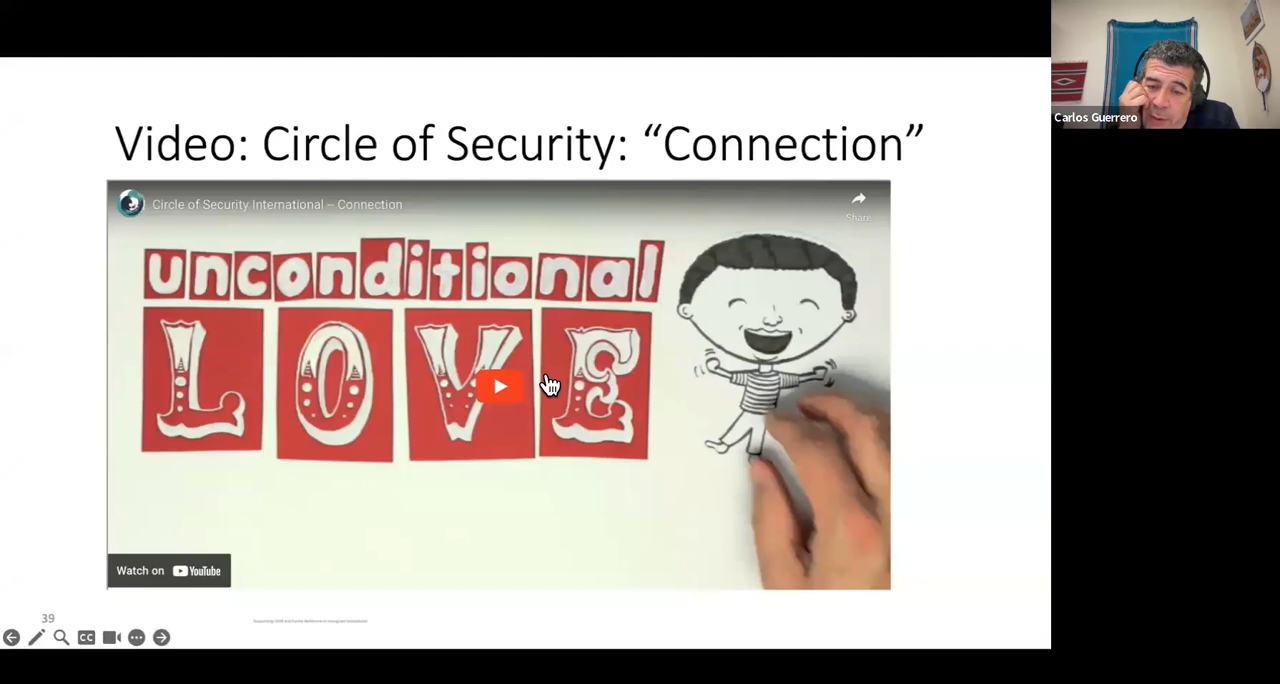 Video: Circle of Security: “Connection”
Carlos Guerrero
Circle of Security International – Connection
Share
unconditional
LOVE
Watch on YouTube
39
CC